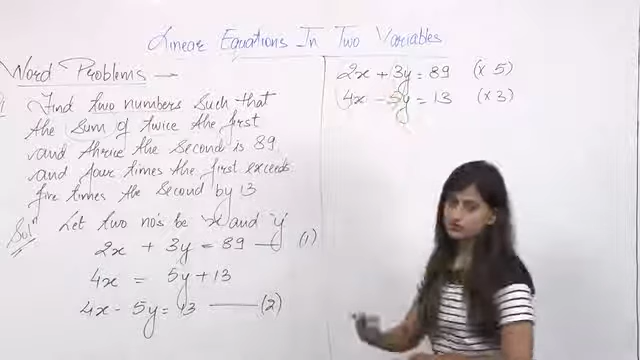 Linear Equations In Two Variables
Word Problems —
Find two numbers such that
the sum of twice the first
and thrice the second is 89
and four times the first exceeds
five times the second by 13
Solⁿ Let two no's be 'x' and 'y'
2x + 3y = 89 — (1)
4x = 5y + 13
4x - 5y = 13 — (2)
2x + 3y = 89 (× 5)
4x - 5y = 13 (× 3)